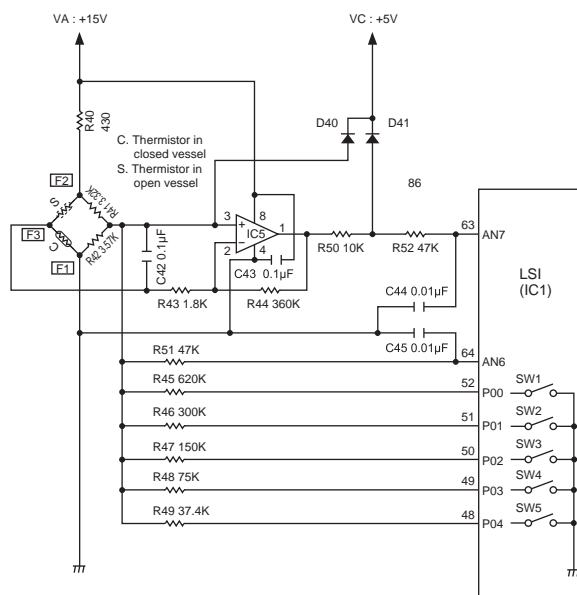 VA : +15V
VC : +5V
R40
430
D40
D41
C. Thermistor in
closed vessel
S. Thermistor in
open vessel
86
F2
S
R41 3.32K
F3
C
R42 3.57K
F1
C42 0.1µF
3
+
8
1
IC5
2
−
4
C43 0.1µF
R50 10K
R52 47K
63
AN7
LSI
(IC1)
R43 1.8K
R44 360K
C44 0.01µF
C45 0.01µF
64
AN6
R51 47K
R45 620K
52
P00
SW1
R46 300K
51
P01
SW2
R47 150K
50
P02
SW3
R48 75K
49
P03
SW4
R49 37.4K
48
P04
SW5